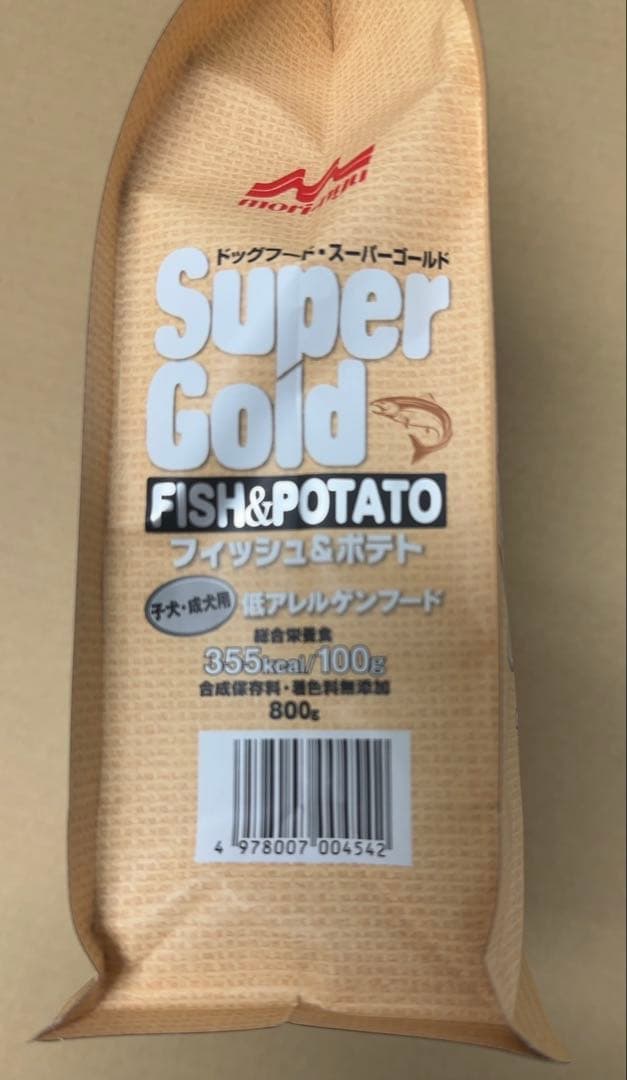 morinyu
ドッグフード・スーパーゴールド
Super
Gold
FISH&POTATO
フィッシュ&ポテト
子犬・成犬用 低アレルゲンフード
総合栄養食
355kcal/100g
合成保存料・着色料無添加
800g
4 978007 004542